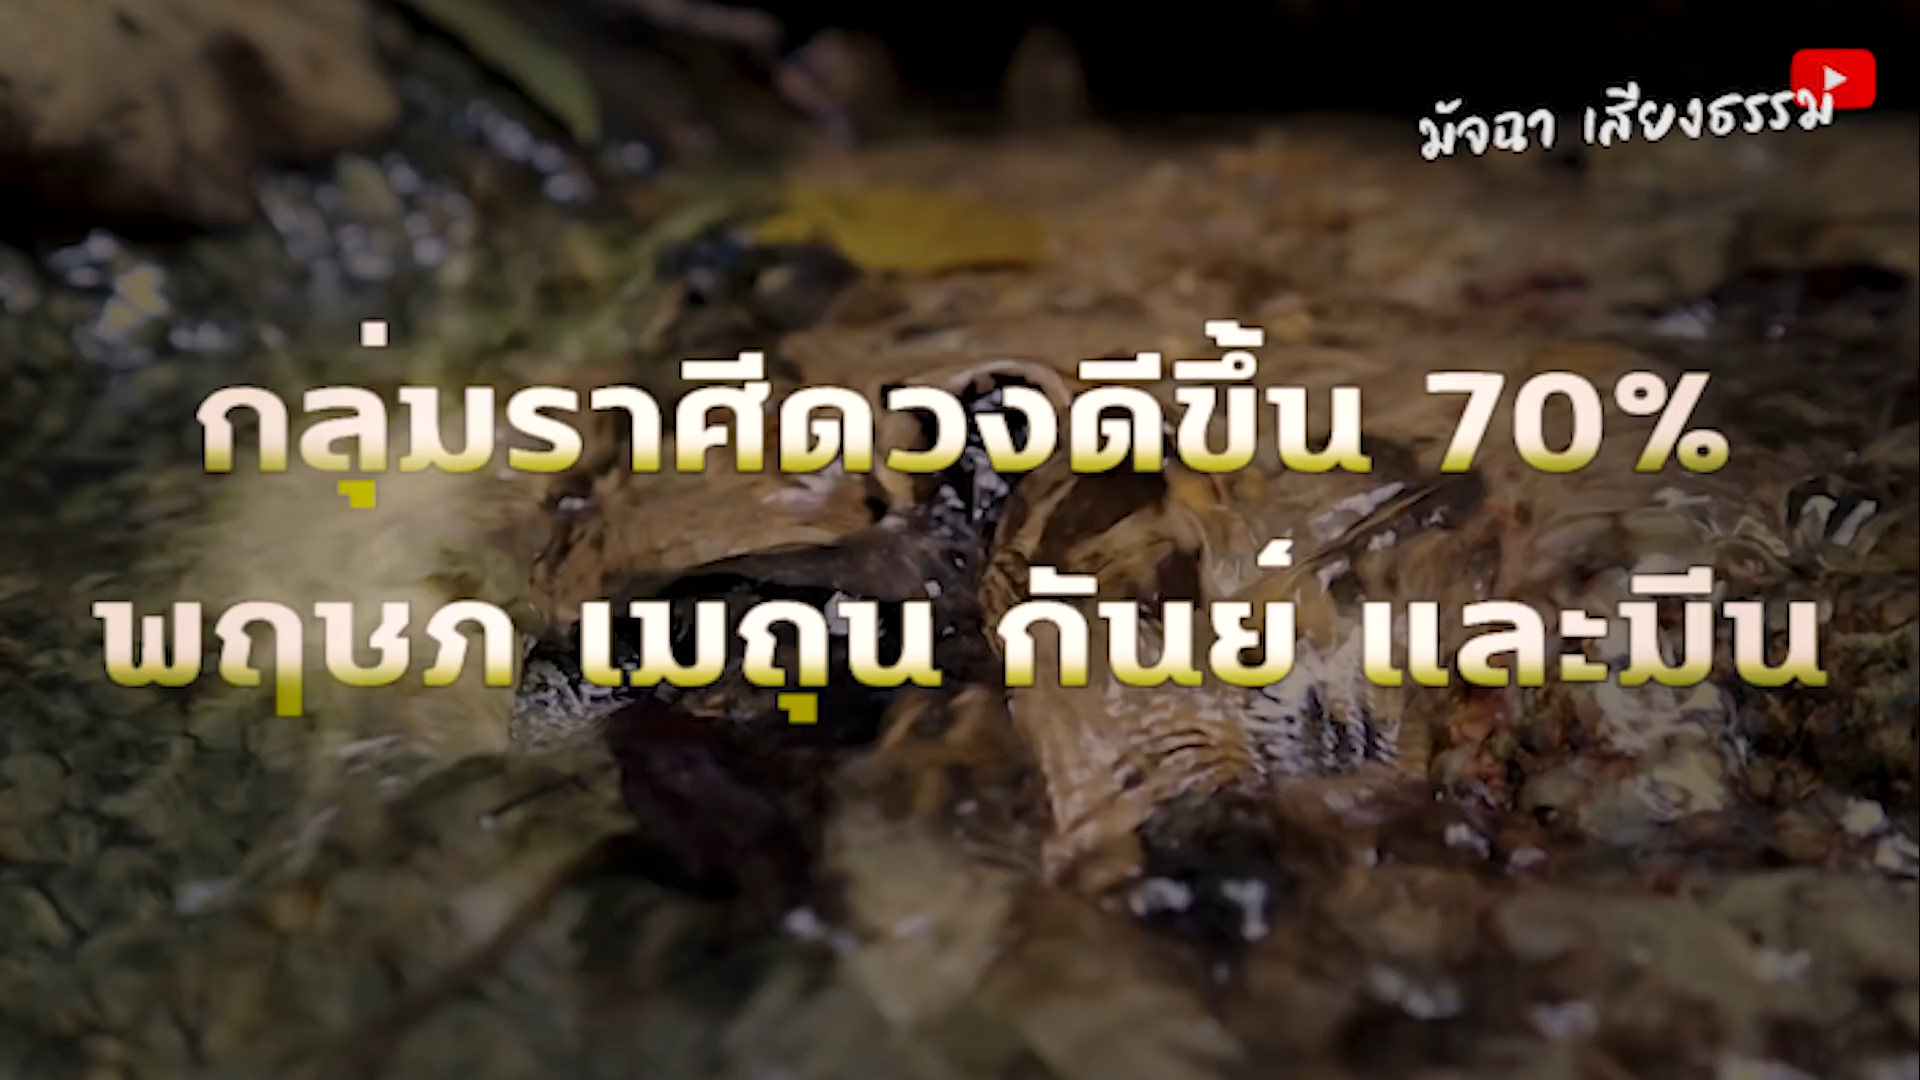 มัจฉา เสียงธรรม
กลุ่มราศีดวงดีขึ้น 70%
พฤษภ เมถุน กันย์ และมีน